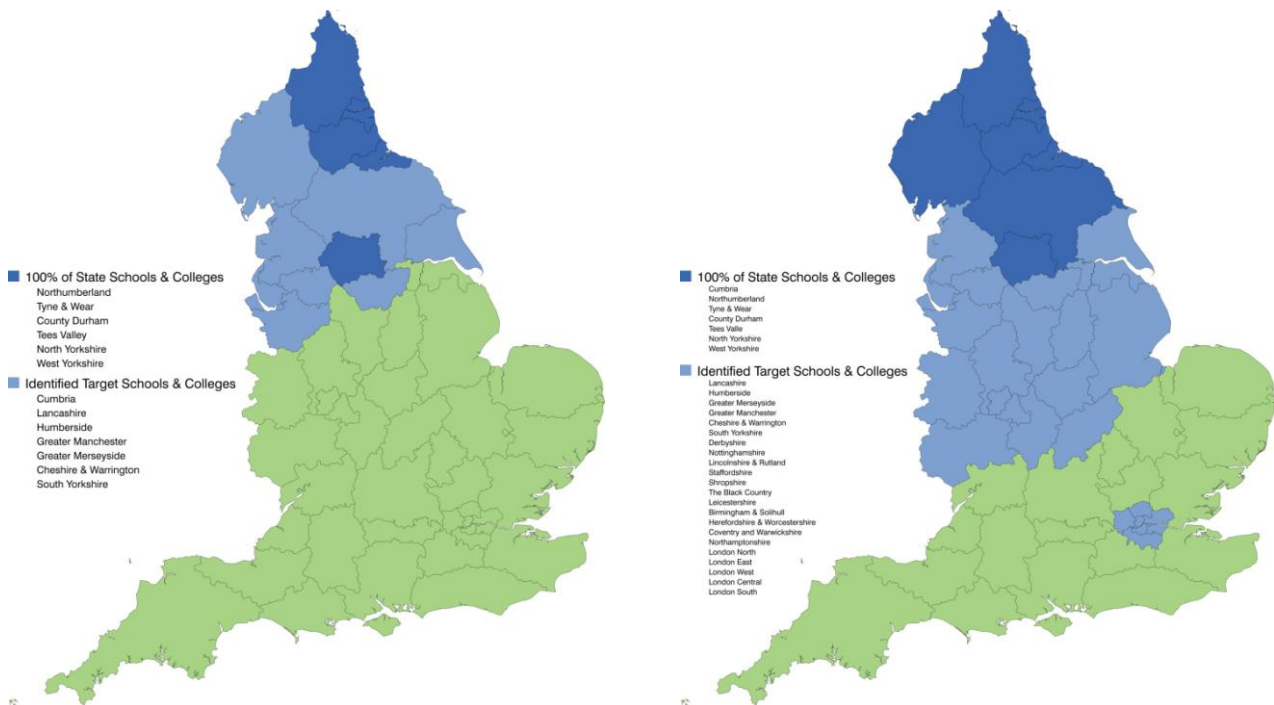 100% of State Schools & Colleges
Northumberland
Tyne & Wear
County Durham
Tees Valley
North Yorkshire
West Yorkshire
Identified Target Schools & Colleges
Cumbria
Lancashire
Humberside
Greater Manchester
Greater Merseyside
Cheshire & Warrington
South Yorkshire
100% of State Schools & Colleges
Cumbria
Northumberland
Tyne & Wear
County Durham
Tees Valle
North Yorkshire
West Yorkshire
Identified Target Schools & Colleges
Lancashire
Humberside
Greater Merseyside
Greater Manchester
Cheshire & Warrington
South Yorkshire
Derbyshire
Nottinghamshire
Lincolnshire & Rutland
Staffordshire
Shropshire
The Black Country
Leicestershire
Birmingham & Solihull
Herefordshire & Worcestershire
Coventry and Warwickshire
Northamptonshire
London North
London East
London West
London Central
London South